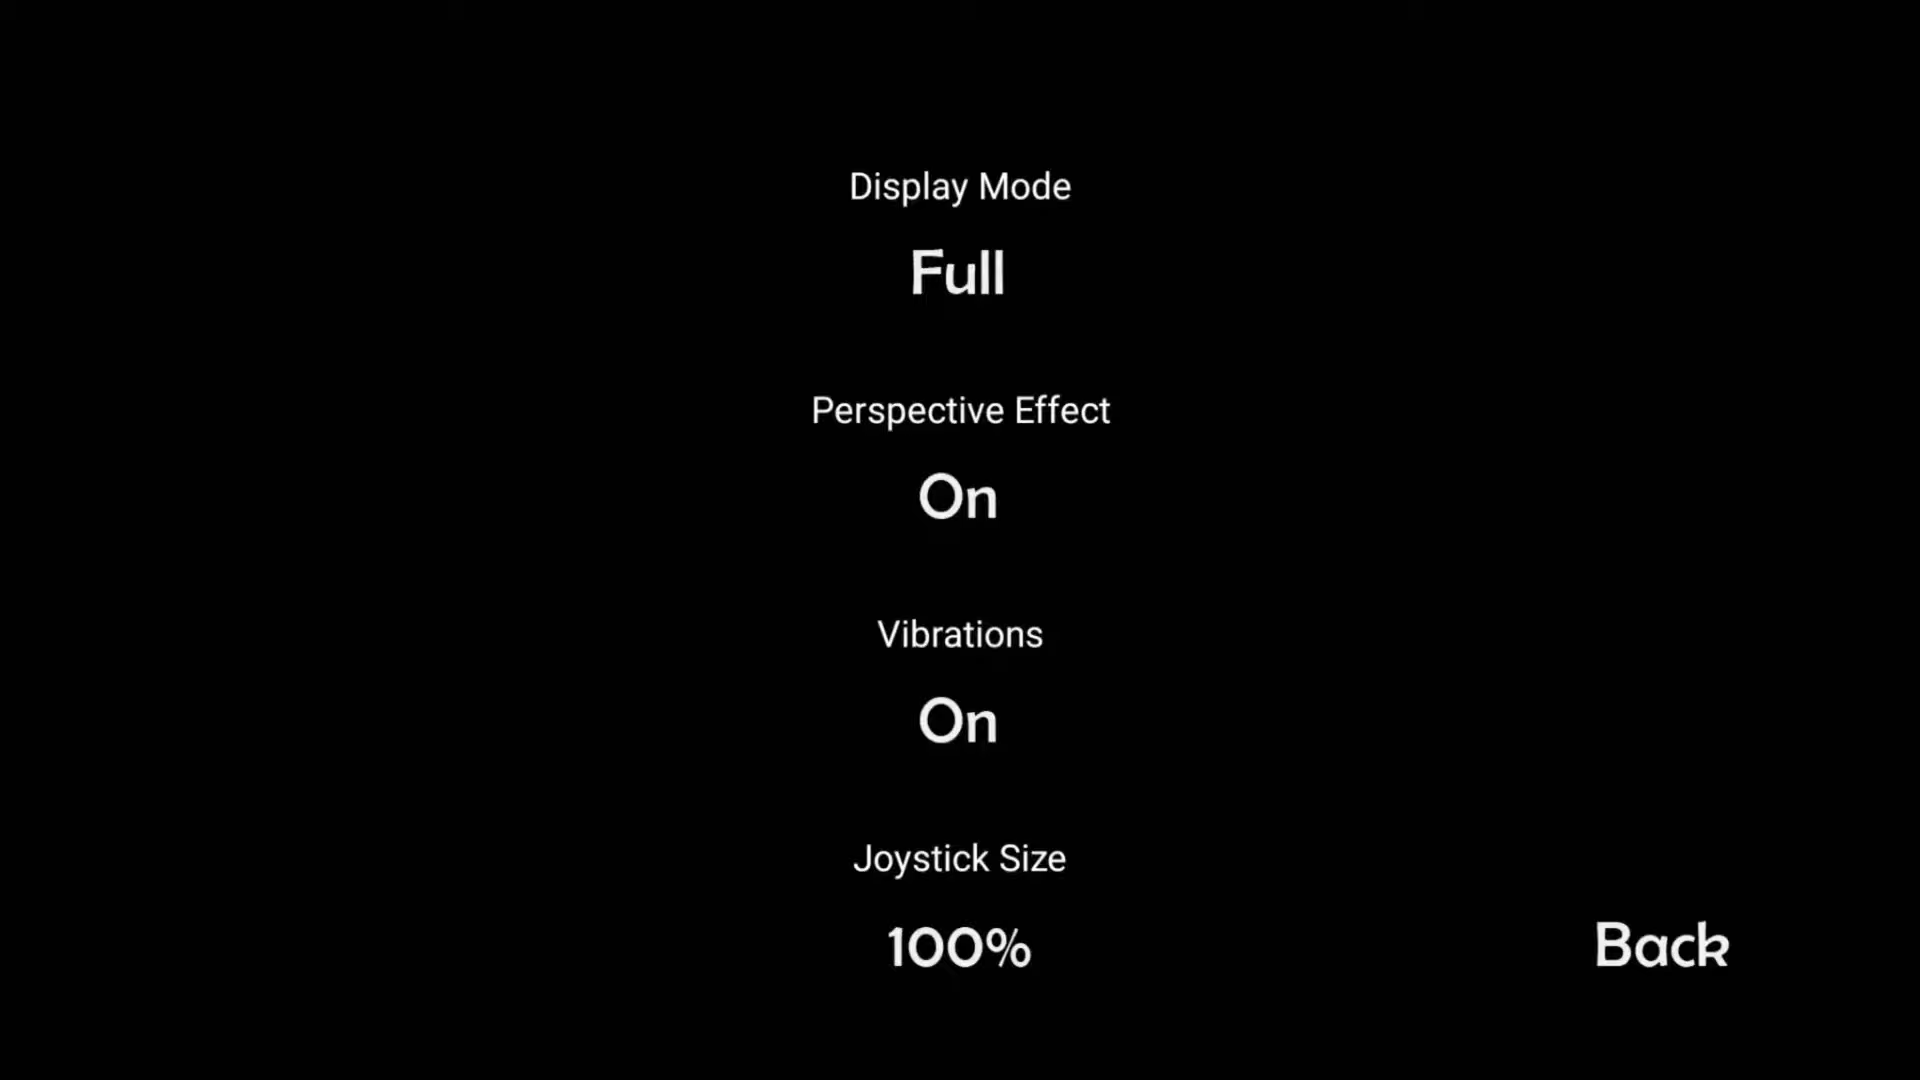 Display Mode
Full
Perspective Effect
On
Vibrations
On
Joystick Size
100%
Back